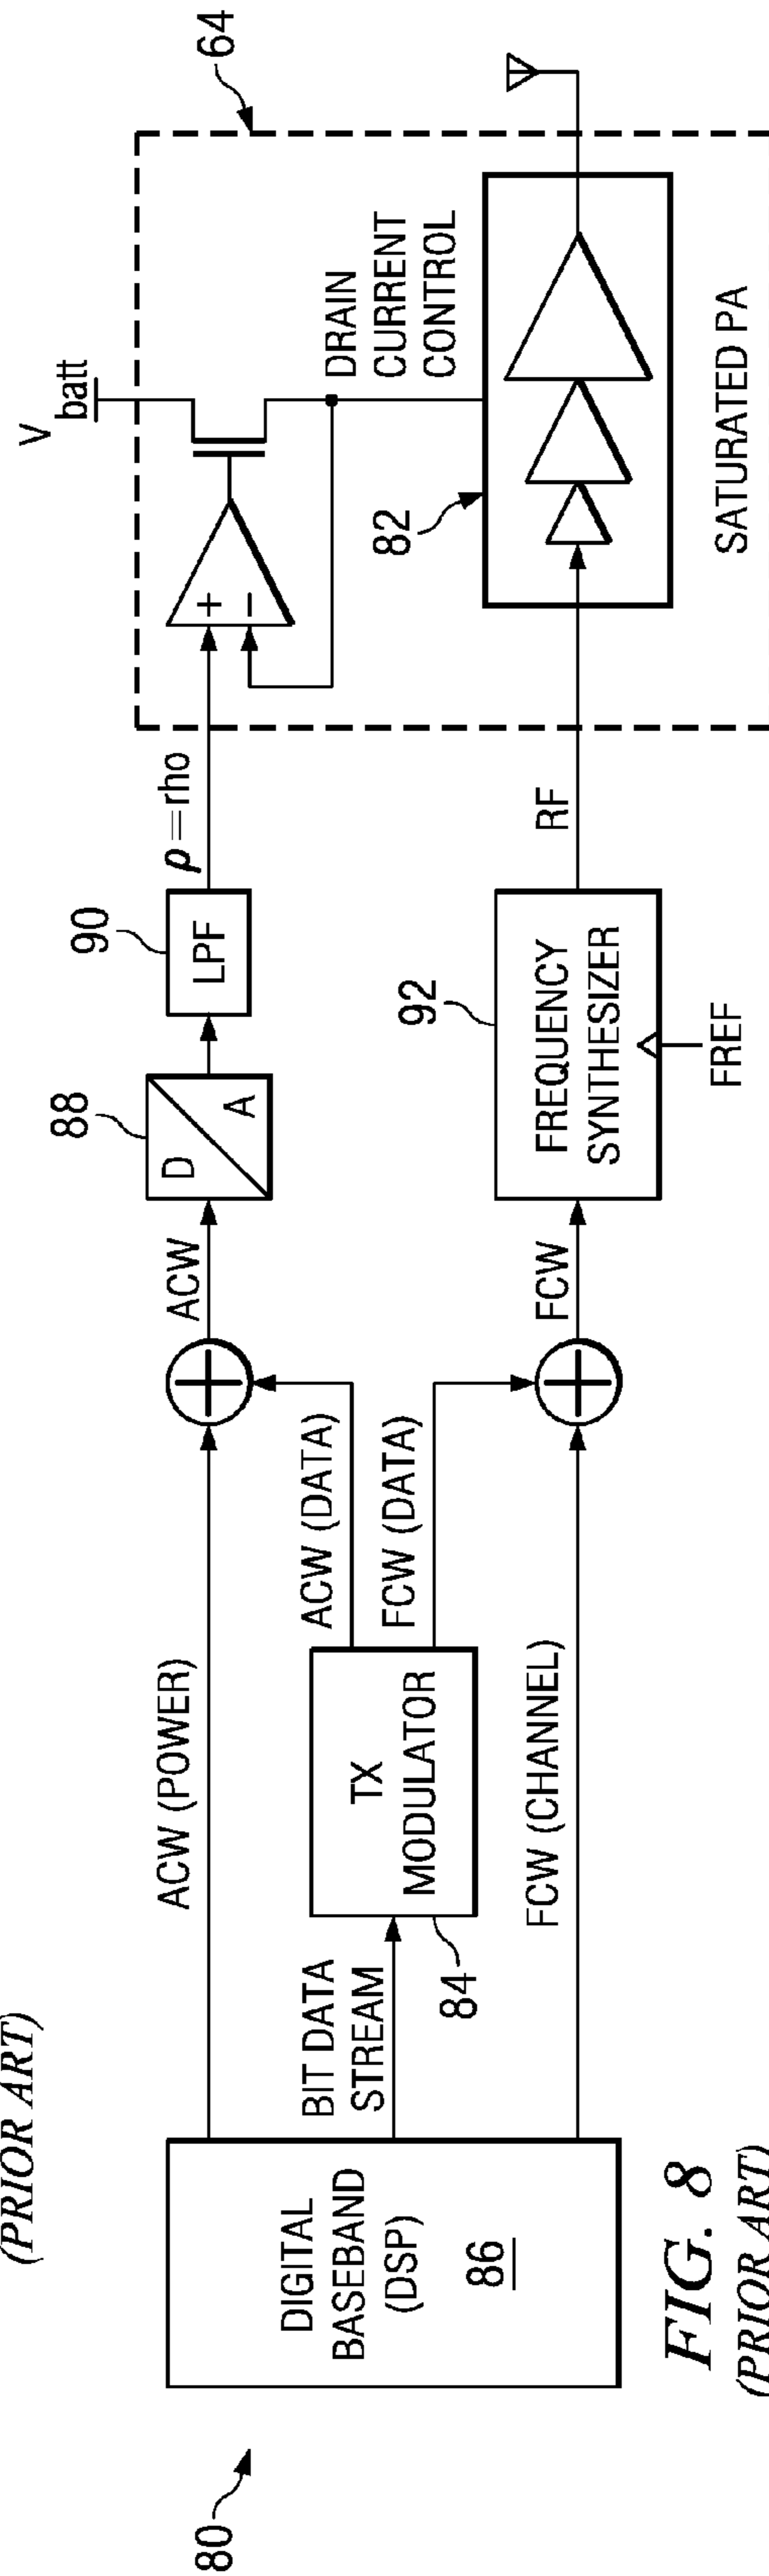 (PRIOR ART)
80
DIGITAL
BASEBAND
(DSP)
86
ACW (POWER)
BIT DATA
STREAM
FCW (CHANNEL)
TX
MODULATOR
84
ACW (DATA)
FCW (DATA)
ACW
FCW
88
D
A
90
LPF
ρ=rho
92
FREQUENCY
SYNTHESIZER
FREF
RF
64
V
batt
+
−
DRAIN
CURRENT
CONTROL
82
SATURATED PA
FIG. 8
(PRIOR ART)